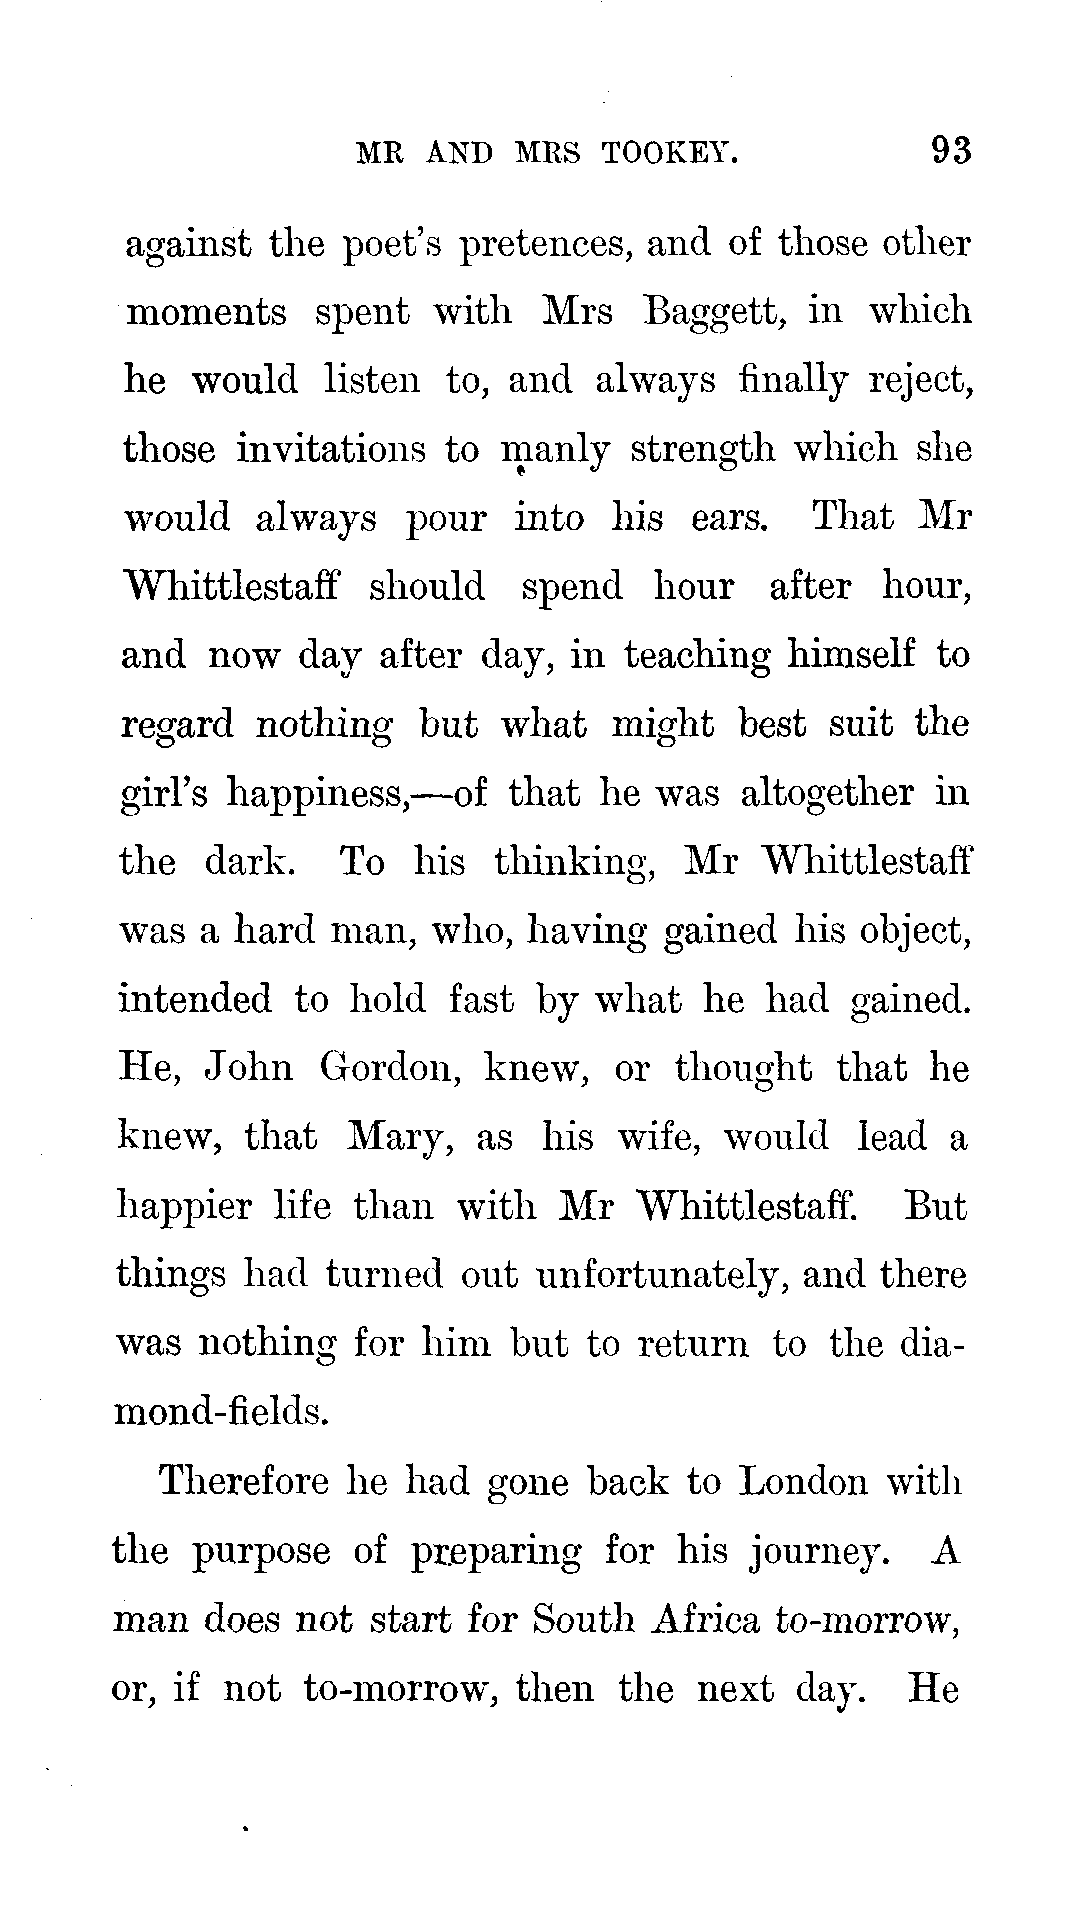 MR AND MRS TOOKEY. 93
against the poet's pretences, and of those other
moments spent with Mrs Baggett, in which
he would listen to, and always finally reject,
those invitations to manly strength which she
would always pour into his ears. That Mr
Whittlestaff should spend hour after hour,
and now day after day, in teaching himself to
regard nothing but what might best suit the
girl's happiness,—of that he was altogether in
the dark. To his thinking, Mr Whittlestaff
was a hard man, who, having gained his object,
intended to hold fast by what he had gained.
He, John Gordon, knew, or thought that he
knew, that Mary, as his wife, would lead a
happier life than with Mr Whittlestaff. But
things had turned out unfortunately, and there
was nothing for him but to return to the dia-
mond-fields.
Therefore he had gone back to London with
the purpose of preparing for his journey. A
man does not start for South Africa to-morrow,
or, if not to-morrow, then the next day. He